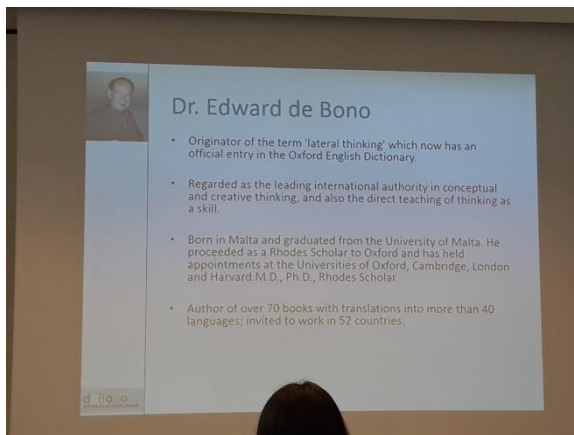 Dr. Edward de Bono
• Originator of the term 'lateral thinking' which now has an
official entry in the Oxford English Dictionary.
• Regarded as the leading international authority in conceptual
and creative thinking, and also the direct teaching of thinking as
a skill.
• Born in Malta and graduated from the University of Malta. He
proceeded as a Rhodes Scholar to Oxford and has held
appointments at the Universities of Oxford, Cambridge, London
and Harvard.M.D., Ph.D., Rhodes Scholar
• Author of over 70 books with translations into more than 40
languages; invited to work in 52 countries.
d Bono